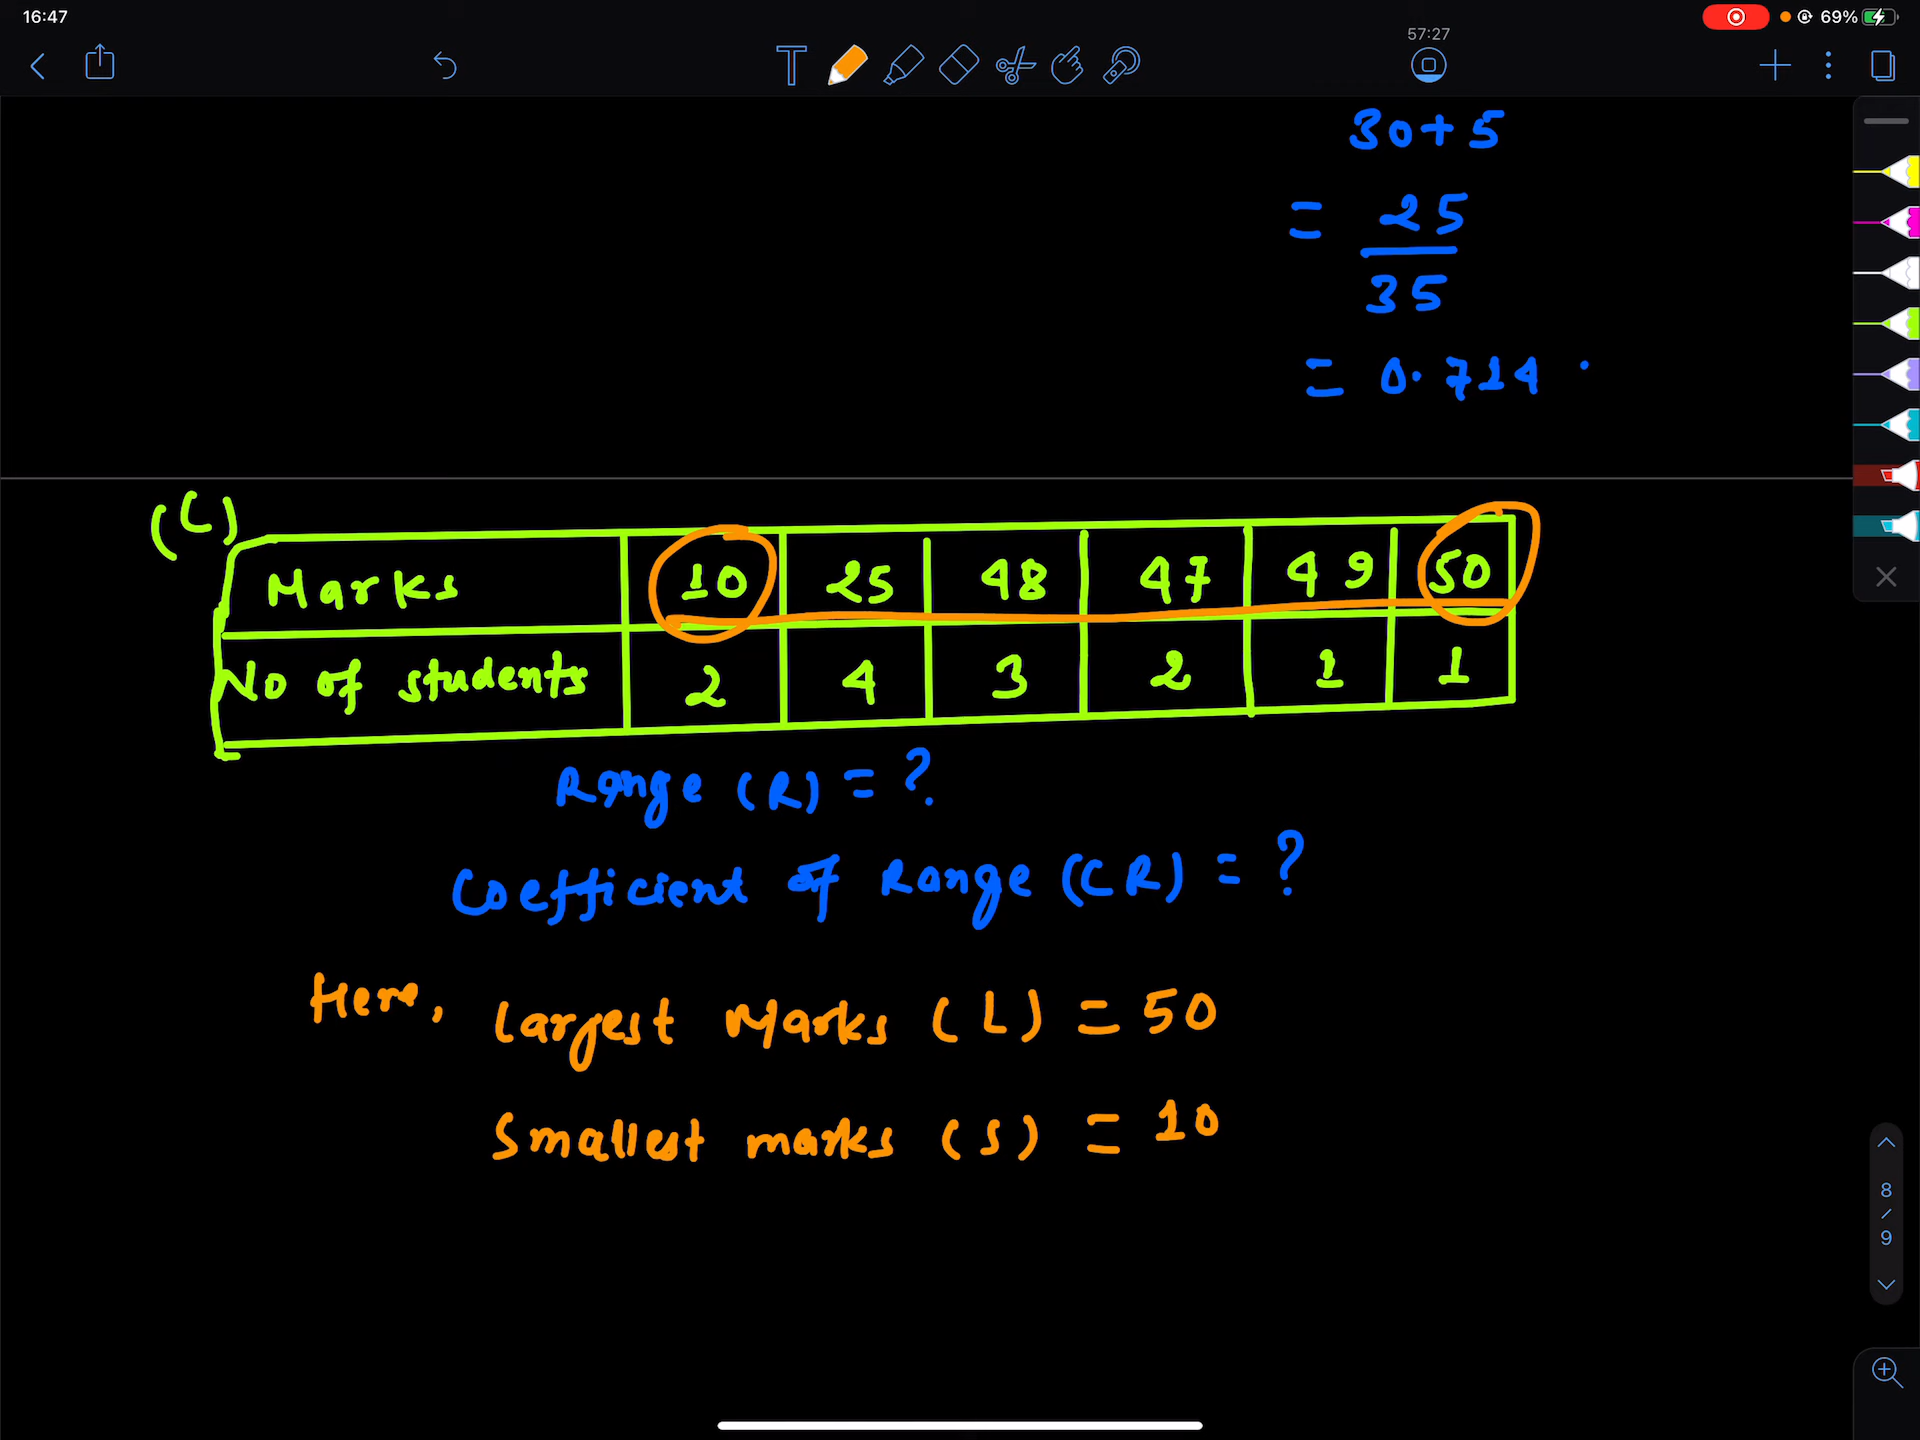 16:47
69%
57:27
30+5
= 25
35
= 0.714 .
(C)
Marks 10 25 48 47 49 50
No of students 2 4 3 2 1 1
Range (R) = ?
Coefficient of Range (CR) = ?
Here, Largest Marks (L) = 50
Smallest marks (S) = 10
8
/
9